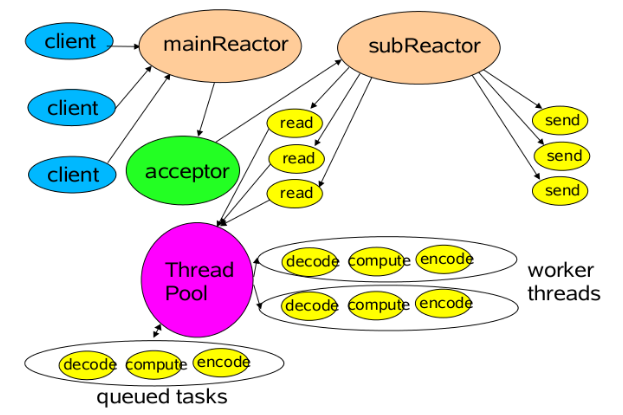 client
mainReactor
subReactor
client
read
send
client
acceptor
read
send
read
send
Thread
Pool
decode compute encode
worker
threads
decode compute encode
decode compute encode
queued tasks